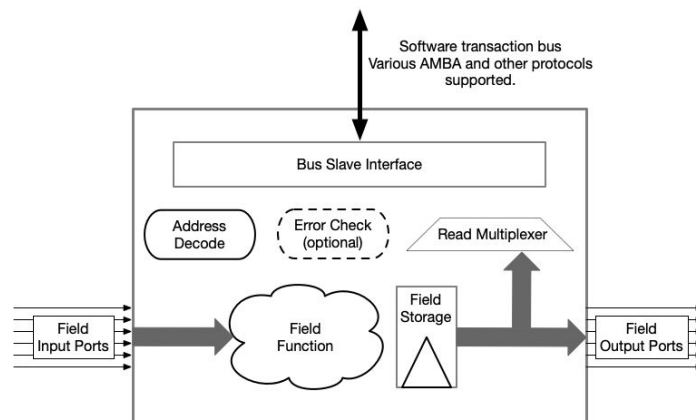 Software transaction bus
Various AMBA and other protocols
supported.
Bus Slave Interface
Address
Decode
Error Check
(optional)
Read Multiplexer
Field
Input Ports
Field
Function
Field
Storage
Field
Output Ports